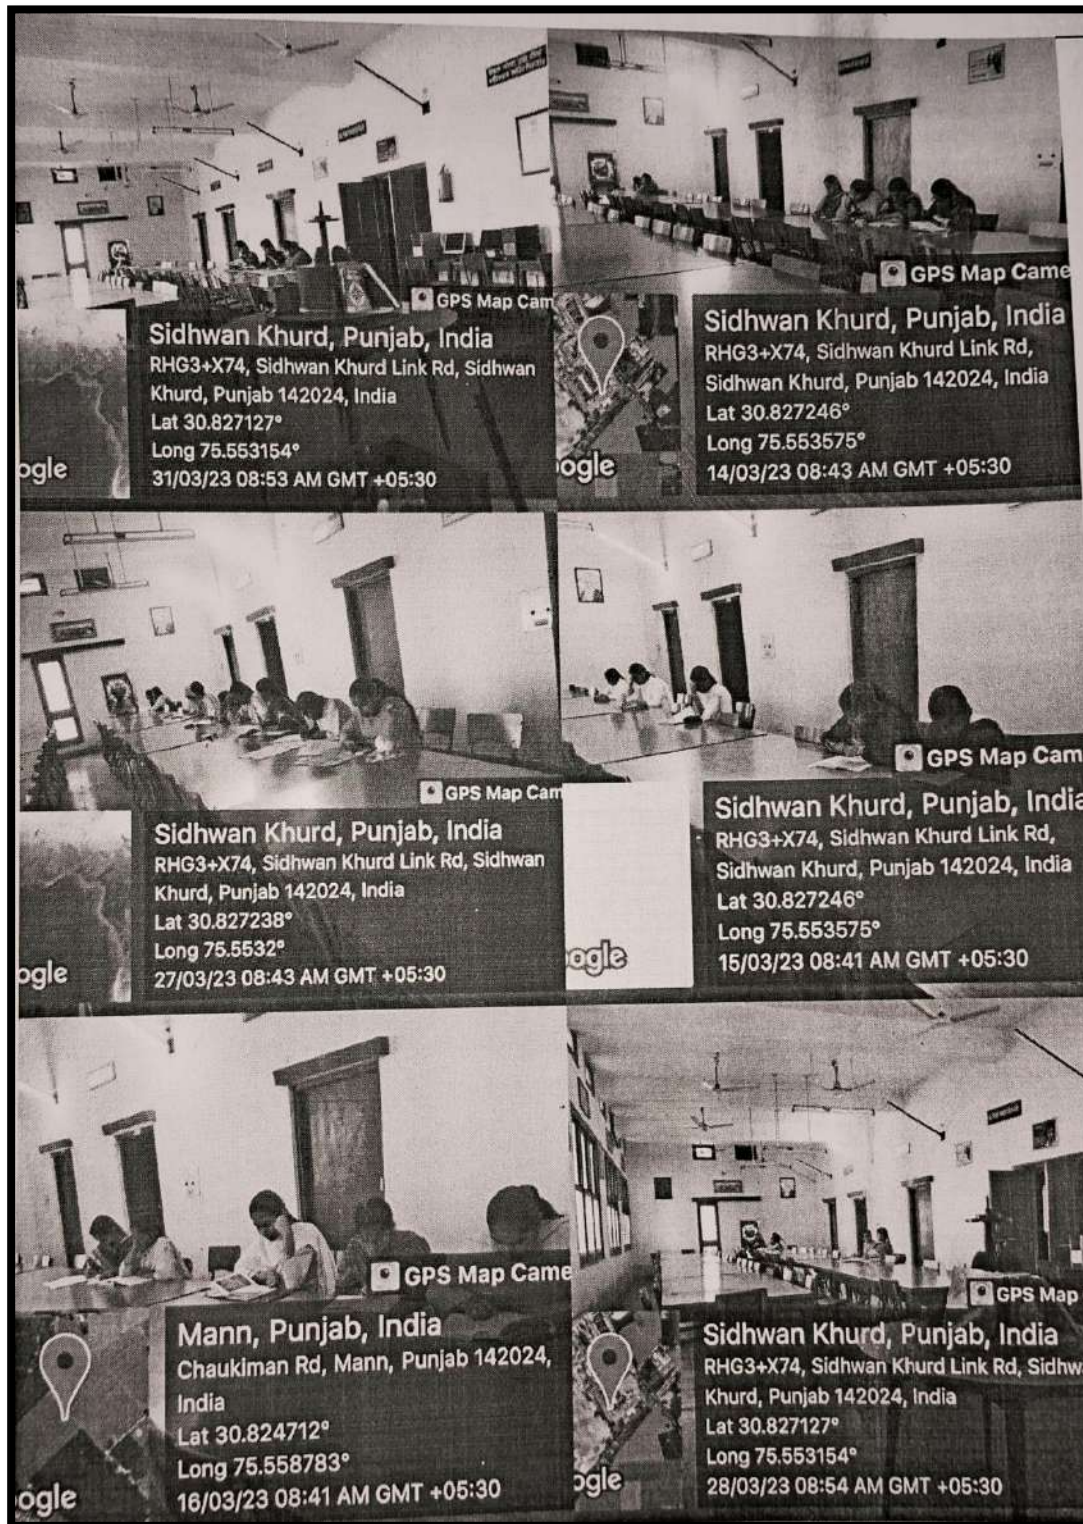 GPS Map Cam
Sidhwan Khurd, Punjab, India
RHG3+X74, Sidhwan Khurd Link Rd, Sidhwan
Khurd, Punjab 142024, India
Lat 30.827127°
Long 75.553154°
31/03/23 08:53 AM GMT +05:30
ogle
GPS Map Came
Sidhwan Khurd, Punjab, India
RHG3+X74, Sidhwan Khurd Link Rd,
Sidhwan Khurd, Punjab 142024, India
Lat 30.827246°
Long 75.553575°
14/03/23 08:43 AM GMT +05:30
ogle
GPS Map Cam
Sidhwan Khurd, Punjab, India
RHG3+X74, Sidhwan Khurd Link Rd, Sidhwan
Khurd, Punjab 142024, India
Lat 30.827238°
Long 75.5532°
27/03/23 08:43 AM GMT +05:30
ogle
GPS Map Cam
Sidhwan Khurd, Punjab, India
RHG3+X74, Sidhwan Khurd Link Rd,
Sidhwan Khurd, Punjab 142024, India
Lat 30.827246°
Long 75.553575°
15/03/23 08:41 AM GMT +05:30
oogle
GPS Map Came
Mann, Punjab, India
Chaukiman Rd, Mann, Punjab 142024,
India
Lat 30.824712°
Long 75.558783°
16/03/23 08:41 AM GMT +05:30
oogle
GPS Map
Sidhwan Khurd, Punjab, India
RHG3+X74, Sidhwan Khurd Link Rd, Sidhwa
Khurd, Punjab 142024, India
Lat 30.827127°
Long 75.553154°
28/03/23 08:54 AM GMT +05:30
ogle